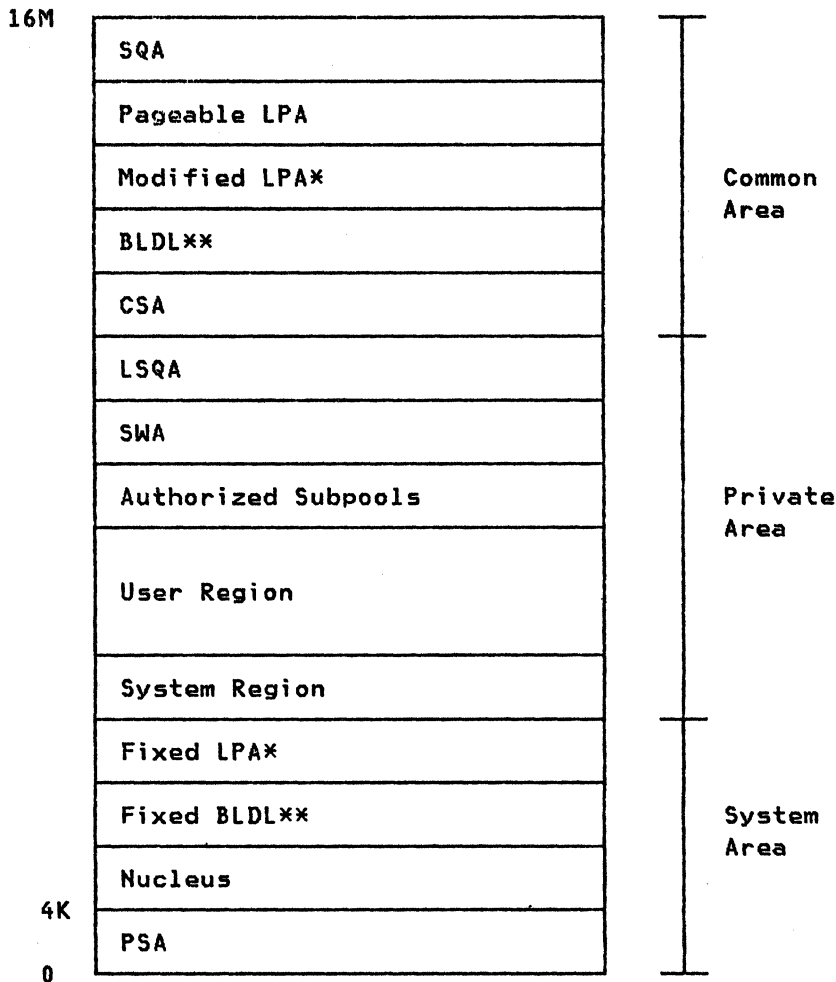 16M
SQA
Pageable LPA
Modified LPA*
BLDL**
CSA
Common
Area
LSQA
SWA
Authorized Subpools
User Region
System Region
Private
Area
Fixed LPA*
Fixed BLDL**
Nucleus
4K
PSA
0
System
Area